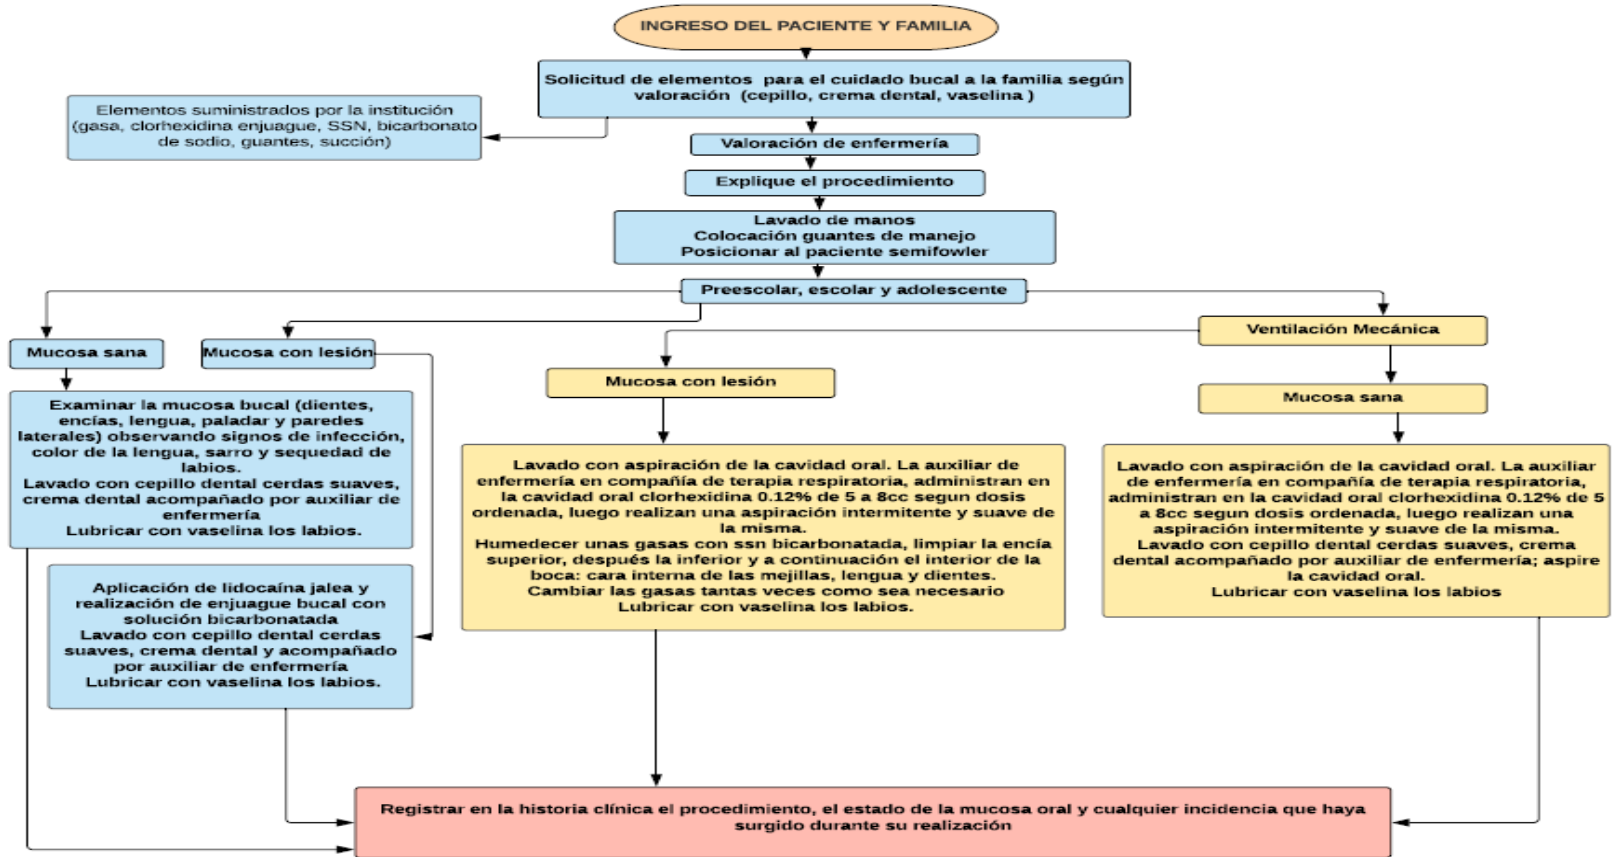 INGRESO DEL PACIENTE Y FAMILIA
Solicitud de elementos para el cuidado bucal a la familia según
valoración (cepillo, crema dental, vaselina )
Elementos suministrados por la institución
(gasa, clorhexidina enjuague, SSN, bicarbonato
de sodio, guantes, succión)
Valoración de enfermería
Explique el procedimiento
Lavado de manos
Colocación guantes de manejo
Posicionar al paciente semifowler
Preescolar, escolar y adolescente
Mucosa sana
Mucosa con lesión
Ventilación Mecánica
Mucosa con lesión
Mucosa sana
Examinar la mucosa bucal (dientes,
encías, lengua, paladar y paredes
laterales) observando signos de infección,
color de la lengua, sarro y sequedad de
labios.
Lavado con cepillo dental cerdas suaves,
crema dental acompañado por auxiliar de
enfermería
Lubricar con vaselina los labios.
Aplicación de lidocaína jalea y
realización de enjuague bucal con
solución bicarbonatada
Lavado con cepillo dental cerdas
suaves, crema dental y acompañado
por auxiliar de enfermería
Lubricar con vaselina los labios.
Lavado con aspiración de la cavidad oral. La auxiliar de
enfermería en compañía de terapia respiratoria, administran en
la cavidad oral clorhexidina 0.12% de 5 a 8cc segun dosis
ordenada, luego realizan una aspiración intermitente y suave de
la misma.
Humedecer unas gasas con ssn bicarbonatada, limpiar la encía
superior, después la inferior y a continuación el interior de la
boca: cara interna de las mejillas, lengua y dientes.
Cambiar las gasas tantas veces como sea necesario
Lubricar con vaselina los labios.
Lavado con aspiración de la cavidad oral. La auxiliar
de enfermería en compañía de terapia respiratoria,
administran en la cavidad oral clorhexidina 0.12% de 5
a 8cc segun dosis ordenada, luego realizan una
aspiración intermitente y suave de la misma.
Lavado con cepillo dental cerdas suaves, crema
dental acompañado por auxiliar de enfermería; aspire
la cavidad oral.
Lubricar con vaselina los labios
Registrar en la historia clínica el procedimiento, el estado de la mucosa oral y cualquier incidencia que haya
surgido durante su realización